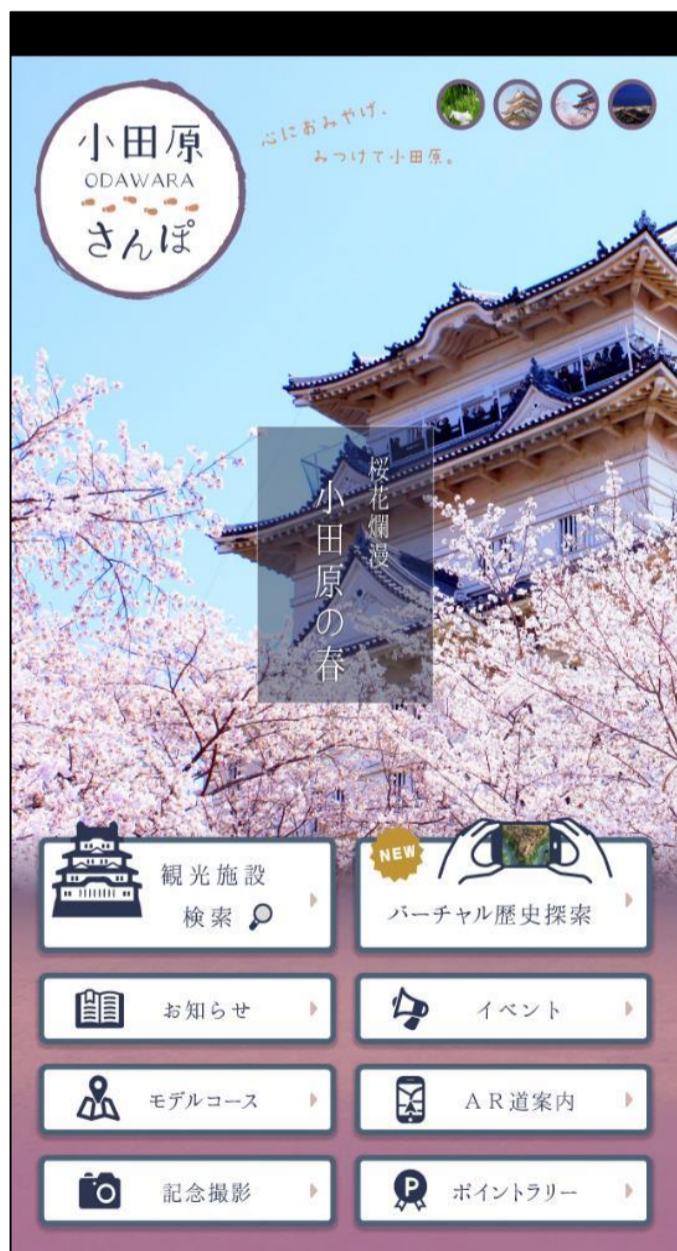 小田原
ODAWARA
さんぽ
心におみやげ、
みつけて小田原。
桜花爛漫
小田原の春
観光施設
検索
NEW
バーチャル歴史探索
お知らせ
イベント
モデルコース
AR道案内
記念撮影
P
ポイントラリー